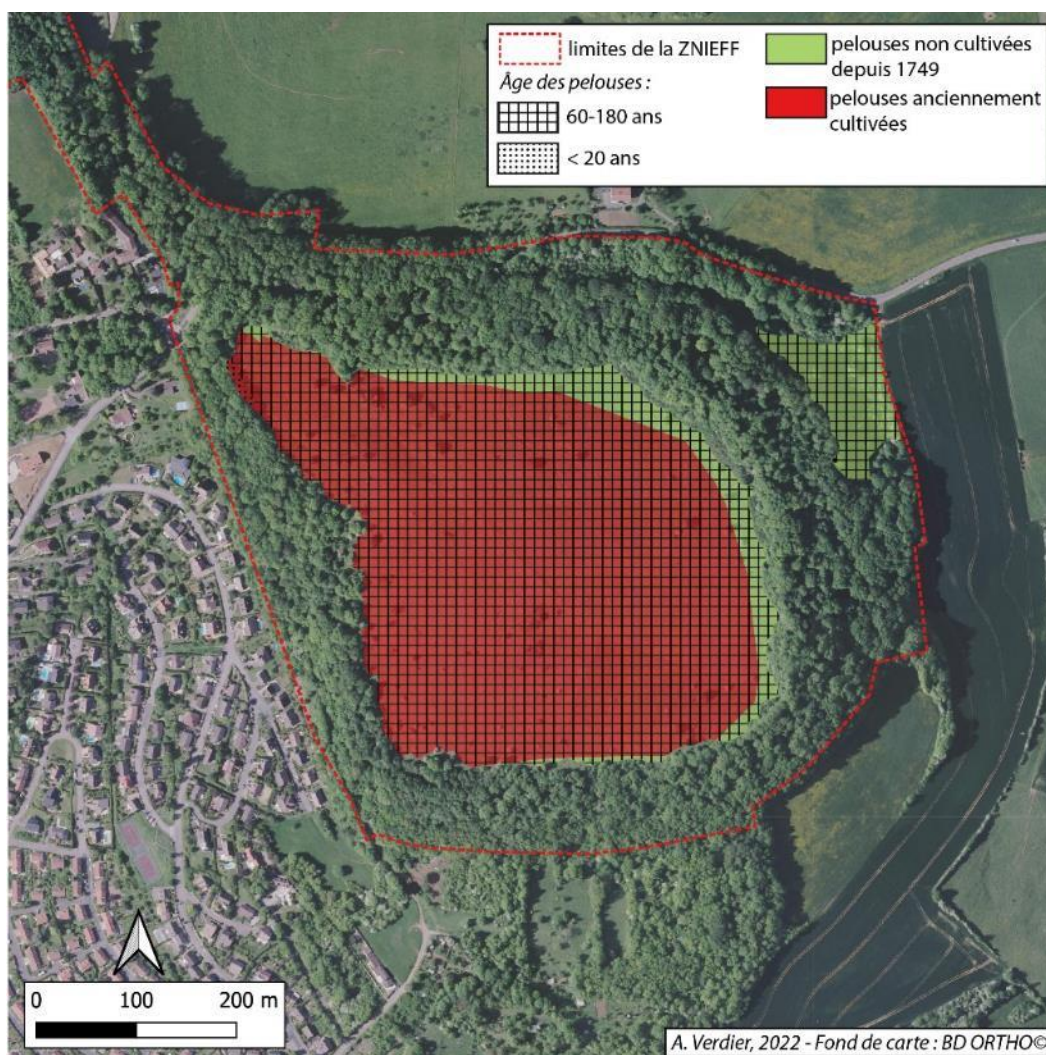 limites de la ZNIEFF
Âge des pelouses :
60-180 ans
< 20 ans
pelouses non cultivées
depuis 1749
pelouses anciennement
cultivées
0 100 200 m
A. Verdier, 2022 - Fond de carte : BD ORTHO©